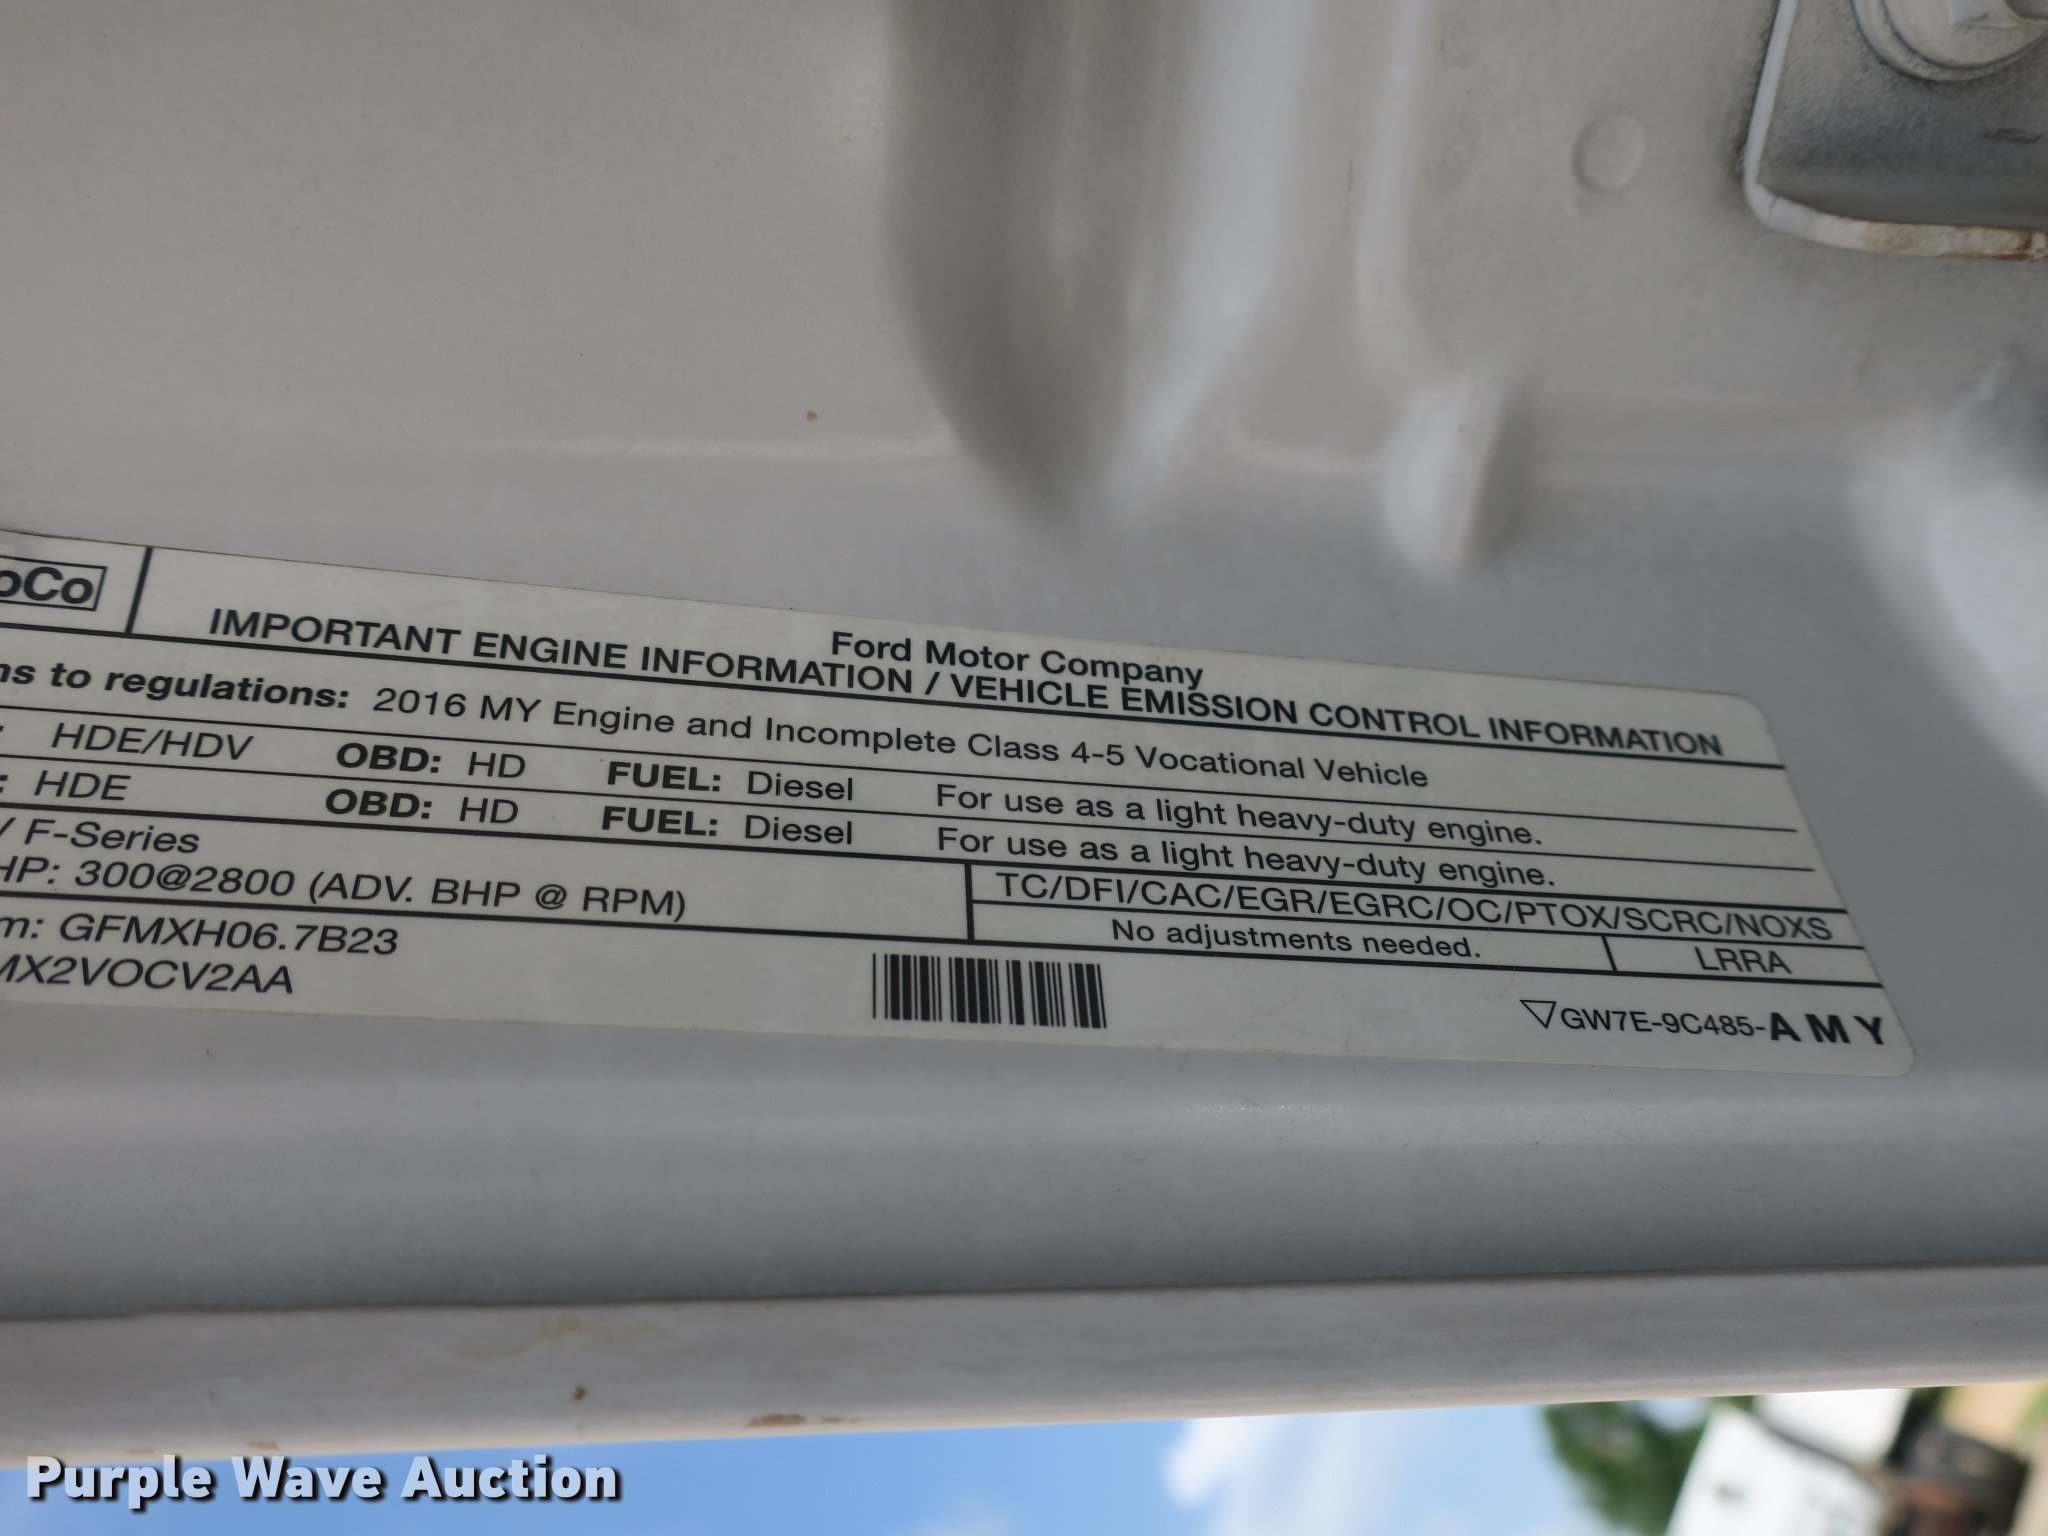 oCo
Ford Motor Company
IMPORTANT ENGINE INFORMATION / VEHICLE EMISSION CONTROL INFORMATION
ns to regulations: 2016 MY Engine and Incomplete Class 4-5 Vocational Vehicle
: HDE/HDV OBD: HD FUEL: Diesel For use as a light heavy-duty engine.
: HDE OBD: HD FUEL: Diesel For use as a light heavy-duty engine.
/ F-Series
HP: 300@2800 (ADV. BHP @ RPM)
TC/DFI/CAC/EGR/EGRC/OC/PTOX/SCRC/NOXS
No adjustments needed. LRRA
m: GFMXH06.7B23
MX2VOCV2AA
GW7E-9C485-AMY
Purple Wave Auction